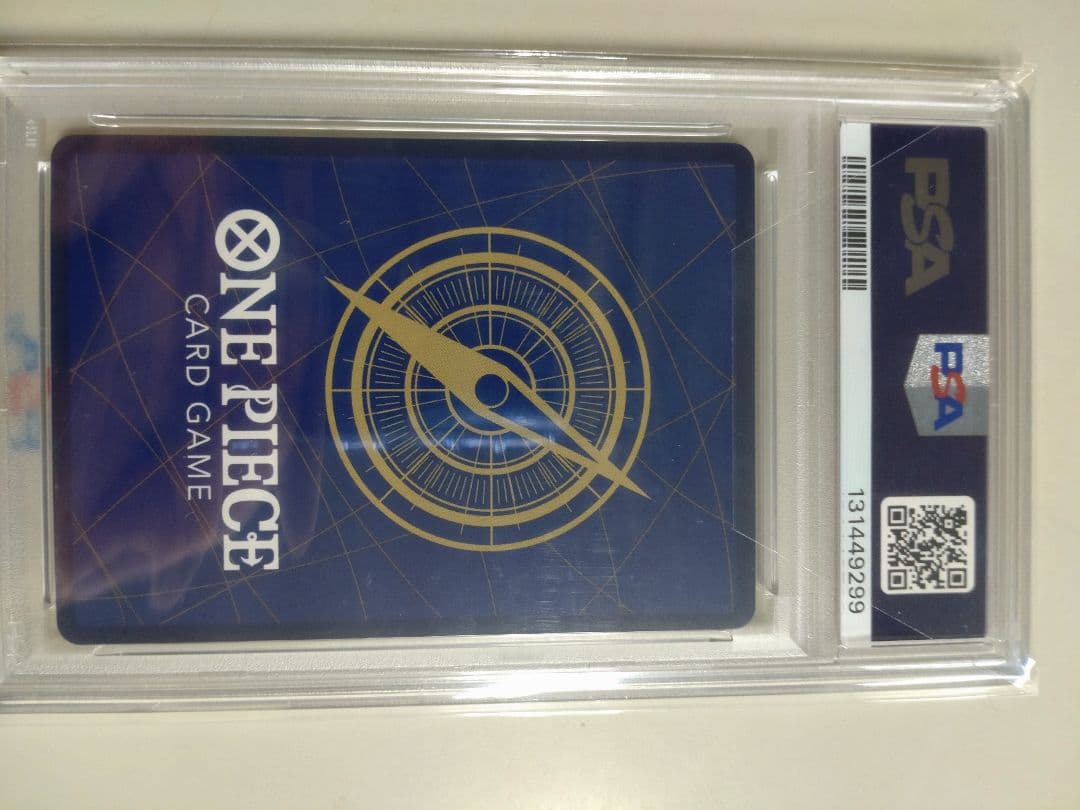 PSA
PSA
131449299
ONE PIECE
CARD GAME